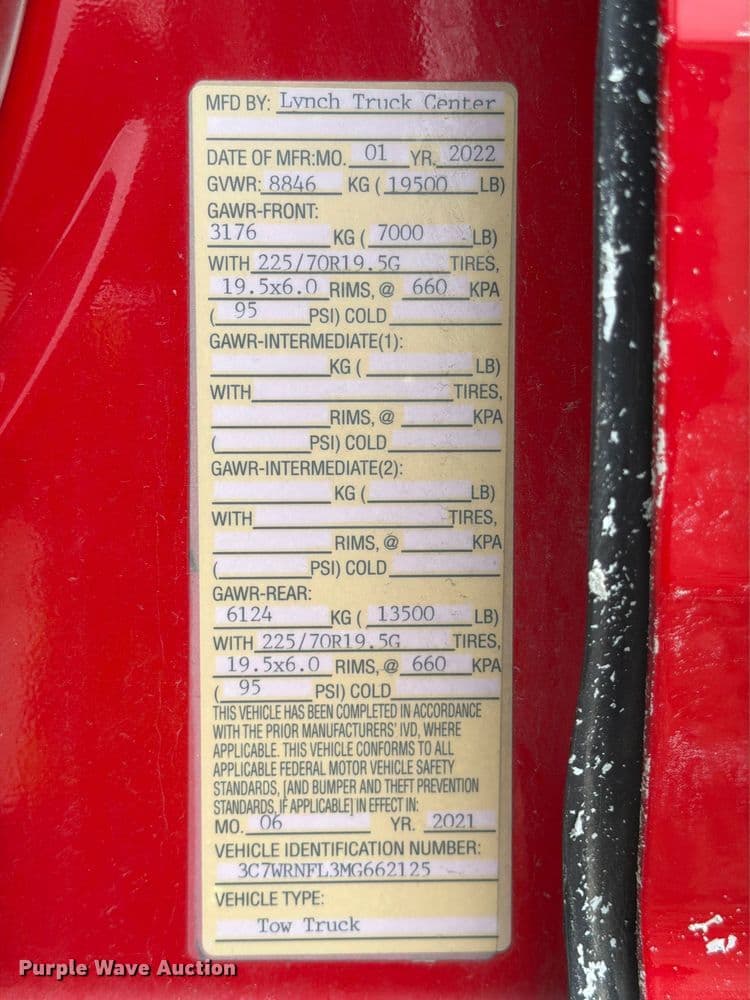 MFD BY: Lynch Truck Center
DATE OF MFR:MO. 01 YR. 2022
GVWR: 8846 KG ( 19500 LB)
GAWR-FRONT:
3176 KG ( 7000 LB)
WITH 225/70R19.5G TIRES,
19.5x6.0 RIMS, @ 660 KPA
( 95 PSI) COLD
GAWR-INTERMEDIATE(1):
KG ( LB)
WITH TIRES,
RIMS, @ KPA
( PSI) COLD
GAWR-INTERMEDIATE(2):
KG ( LB)
WITH TIRES,
RIMS, @ KPA
( PSI) COLD
GAWR-REAR:
6124 KG ( 13500 LB)
WITH 225/70R19.5G TIRES,
19.5x6.0 RIMS, @ 660 KPA
( 95 PSI) COLD
THIS VEHICLE HAS BEEN COMPLETED IN ACCORDANCE
WITH THE PRIOR MANUFACTURERS' IVD, WHERE
APPLICABLE. THIS VEHICLE CONFORMS TO ALL
APPLICABLE FEDERAL MOTOR VEHICLE SAFETY
STANDARDS, [AND BUMPER AND THEFT PREVENTION
STANDARDS, IF APPLICABLE] IN EFFECT IN:
MO. 06 YR. 2021
VEHICLE IDENTIFICATION NUMBER:
3C7WRNFL3MG662125
VEHICLE TYPE:
Tow Truck
Purple Wave Auction